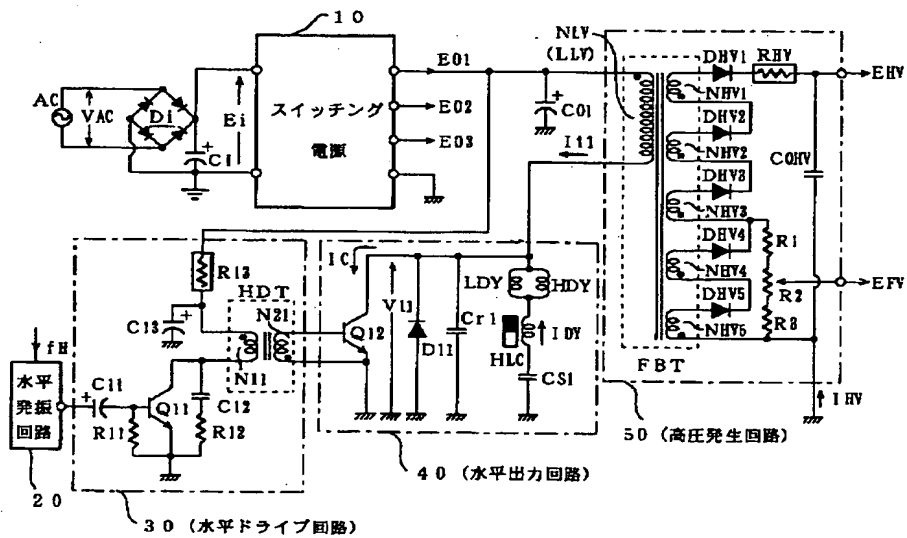 10
AC
VAC
Di
Ci
Ei
スイッチング
電源
E01
E02
E03
C01
It1
NLV
(LLV)
DHV1
RHV
EHV
NHV1
DHV2
NHV2
DHV3
NHV3
DHV4
NHV4
DHV5
NHV5
COHV
R1
R2
R3
EFV
FBT
IHV
50 (高圧発生回路)
R13
C13
HDT
N21
N11
fH
水平
発振
回路
20
C11
R11
Q11
C12
R12
30 (水平ドライブ回路)
IC
V11
Q12
D11
Cr1
LDY
HDY
IDY
HLC
CS1
40 (水平出力回路)